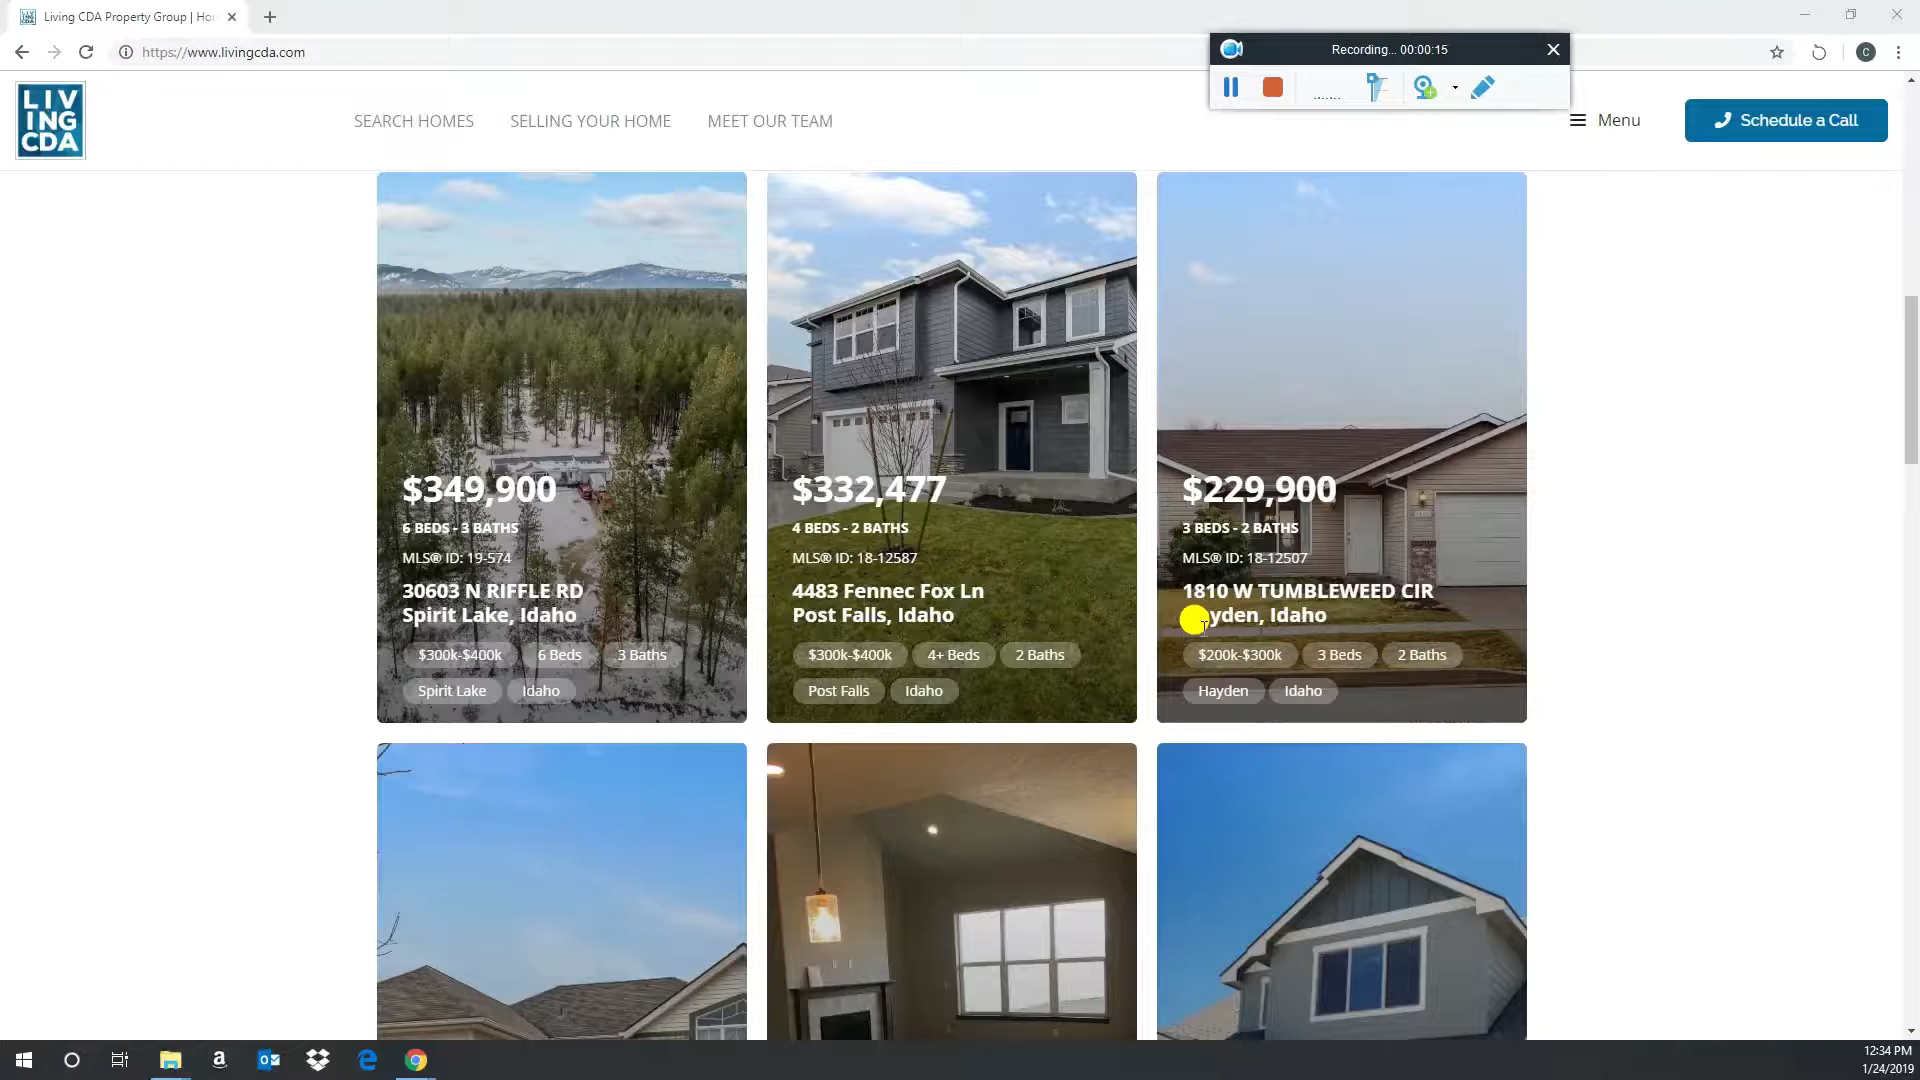 Living CDA Property Group | Ho
https://www.livingcda.com
C
Recording... 00:00:15
LIV
ING
CDA
SEARCH HOMES
SELLING YOUR HOME
MEET OUR TEAM
Menu
Schedule a Call
$349,900
6 BEDS - 3 BATHS
MLS® ID: 19-574
30603 N RIFFLE RD
Spirit Lake, Idaho
$300k-$400k
6 Beds
3 Baths
Spirit Lake
Idaho
$332,477
4 BEDS - 2 BATHS
MLS® ID: 18-12587
4483 Fennec Fox Ln
Post Falls, Idaho
$300k-$400k
4+ Beds
2 Baths
Post Falls
Idaho
$229,900
3 BEDS - 2 BATHS
MLS® ID: 18-12507
1810 W TUMBLEWEED CIR
yden, Idaho
$200k-$300k
3 Beds
2 Baths
Hayden
Idaho
12:34 PM
1/24/2019